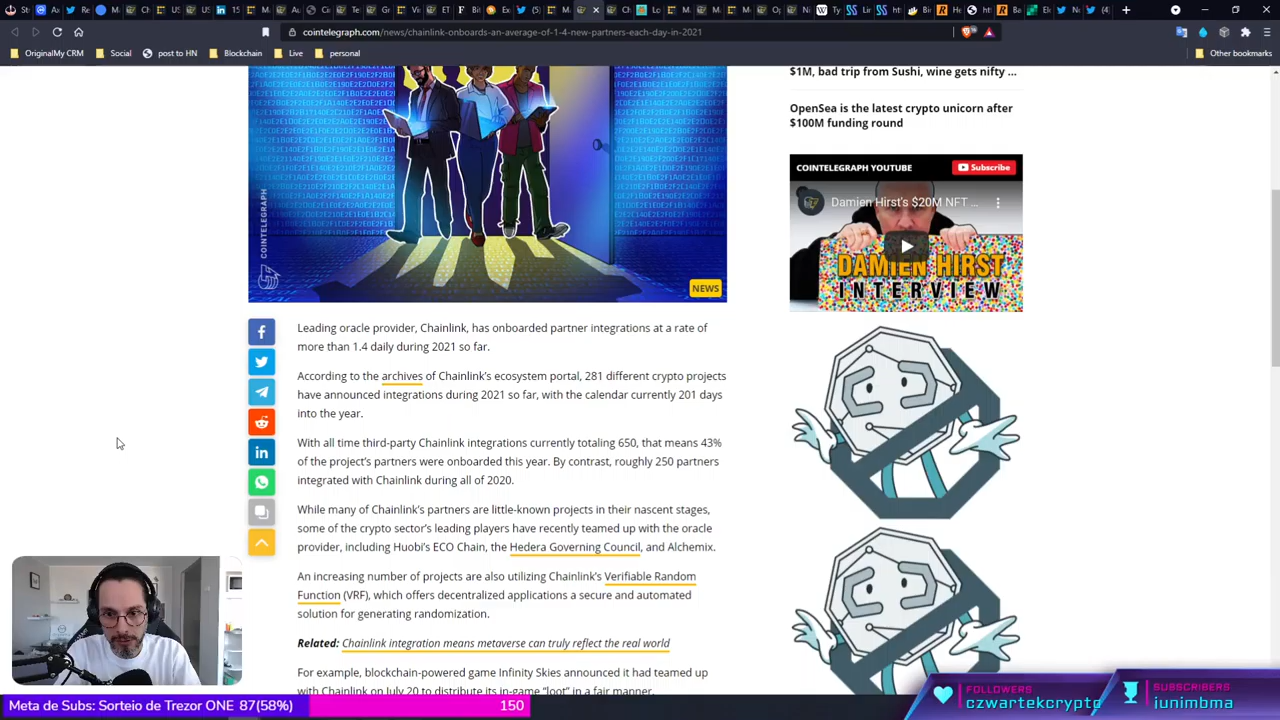 cointelegraph.com/news/chainlink-onboards-an-average-of-1-4-new-partners-each-day-in-2021
OriginalMy CRM
Social
post to HN
Blockchain
Live
personal
Other bookmarks
COINTELEGRAPH
NEWS
Leading oracle provider, Chainlink, has onboarded partner integrations at a rate of
more than 1.4 daily during 2021 so far.
According to the archives of Chainlink's ecosystem portal, 281 different crypto projects
have announced integrations during 2021 so far, with the calendar currently 201 days
into the year.
With all time third-party Chainlink integrations currently totaling 650, that means 43%
of the project's partners were onboarded this year. By contrast, roughly 250 partners
integrated with Chainlink during all of 2020.
While many of Chainlink's partners are little-known projects in their nascent stages,
some of the crypto sector's leading players have recently teamed up with the oracle
provider, including Huobi's ECO Chain, the Hedera Governing Council, and Alchemix.
An increasing number of projects are also utilizing Chainlink's Verifiable Random
Function (VRF), which offers decentralized applications a secure and automated
solution for generating randomization.
Related: Chainlink integration means metaverse can truly reflect the real world
For example, blockchain-powered game Infinity Skies announced it had teamed up
with Chainlink on July 20 to distribute its in-game "loot" in a fair manner.
$1M, bad trip from Sushi, wine gets nifty ...
OpenSea is the latest crypto unicorn after
$100M funding round
COINTELEGRAPH YOUTUBE
Subscribe
Damien Hirst's $20M NFT ...
DAMIEN HIRST
INTERVIEW
Meta de Subs: Sorteio de Trezor ONE 87(58%)
150
FOLLOWERS
czwartekcrypto
SUBSCRIBERS
junimbma